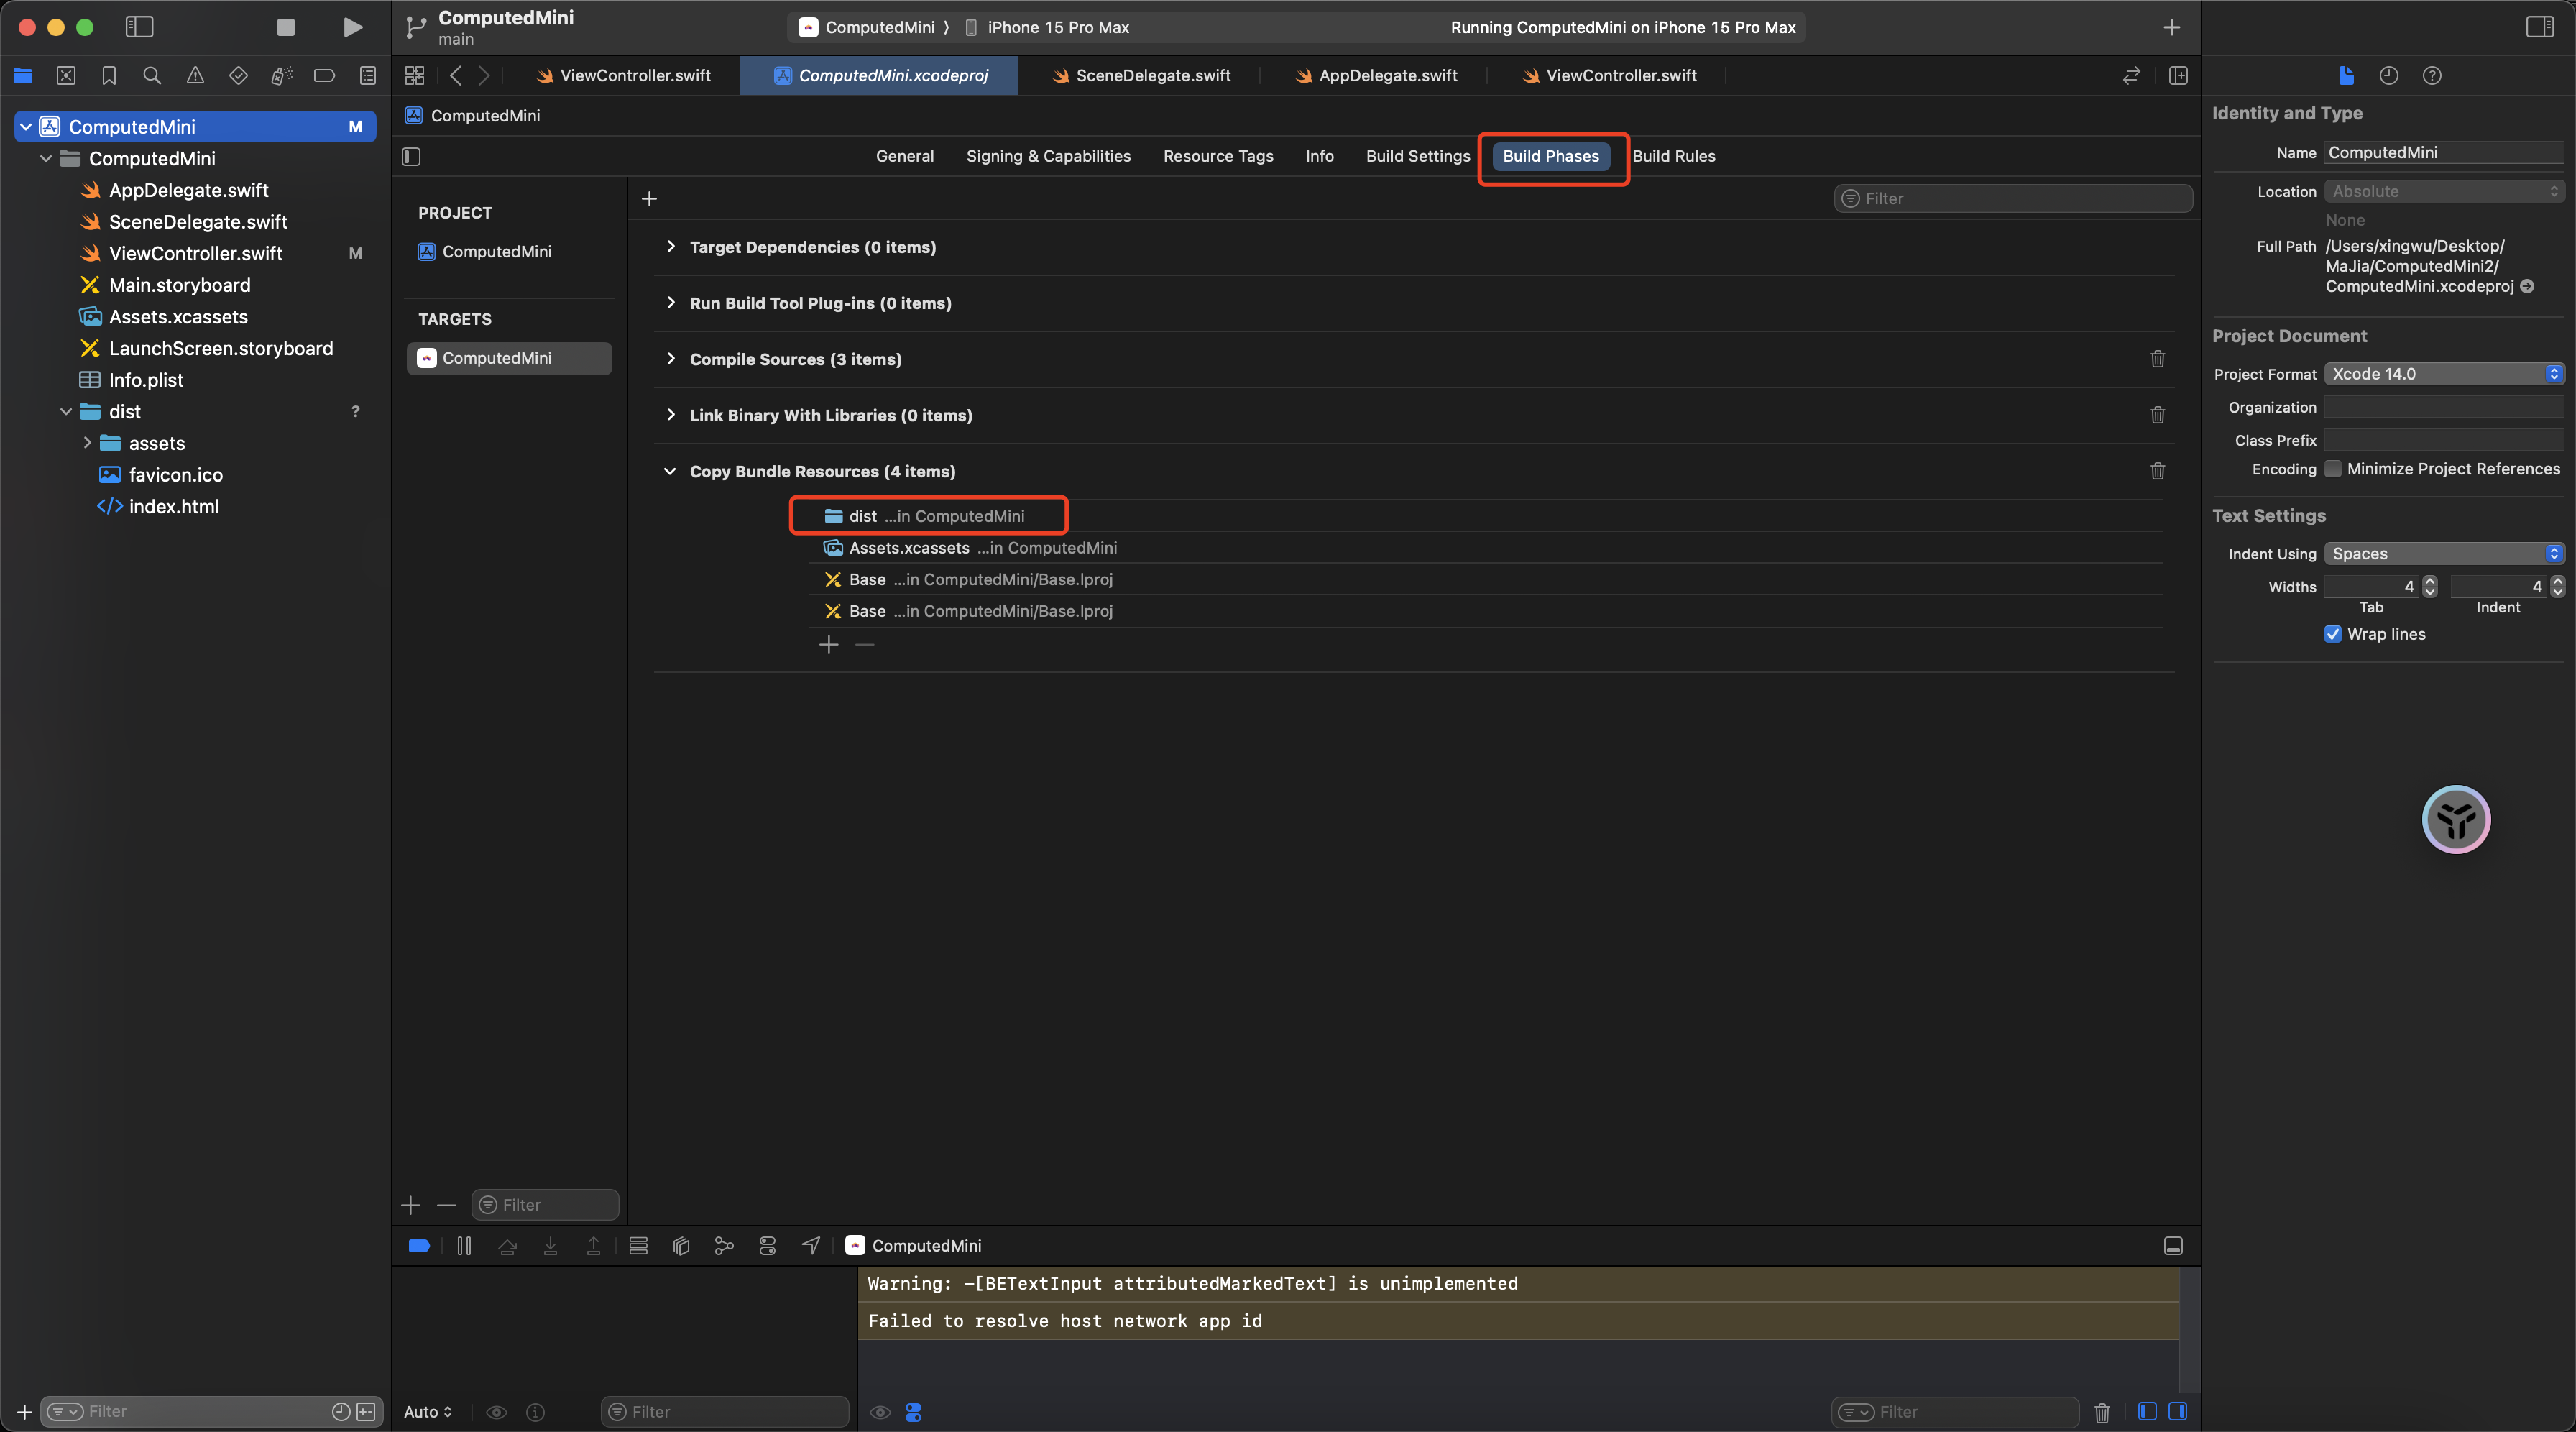 ComputedMini
main
ComputedMini 〉 iPhone 15 Pro Max
Running ComputedMini on iPhone 15 Pro Max
ViewController.swift
ComputedMini.xcodeproj
SceneDelegate.swift
AppDelegate.swift
ViewController.swift
ComputedMini M
ComputedMini
AppDelegate.swift
SceneDelegate.swift
ViewController.swift M
Main.storyboard
Assets.xcassets
LaunchScreen.storyboard
Info.plist
dist ?
assets
favicon.ico
index.html
Filter
ComputedMini
General
Signing & Capabilities
Resource Tags
Info
Build Settings
Build Phases
Build Rules
PROJECT
ComputedMini
TARGETS
ComputedMini
Filter
Filter
Target Dependencies (0 items)
Run Build Tool Plug-ins (0 items)
Compile Sources (3 items)
Link Binary With Libraries (0 items)
Copy Bundle Resources (4 items)
dist ...in ComputedMini
Assets.xcassets ...in ComputedMini
Base ...in ComputedMini/Base.lproj
Base ...in ComputedMini/Base.lproj
ComputedMini
Warning: -[BETextInput attributedMarkedText] is unimplemented
Failed to resolve host network app id
Auto
Filter
Filter
Identity and Type
Name ComputedMini
Location Absolute
None
Full Path /Users/xingwu/Desktop/
MaJia/ComputedMini2/
ComputedMini.xcodeproj
Project Document
Project Format Xcode 14.0
Organization
Class Prefix
Encoding Minimize Project References
Text Settings
Indent Using Spaces
Widths 4 4
Tab Indent
Wrap lines